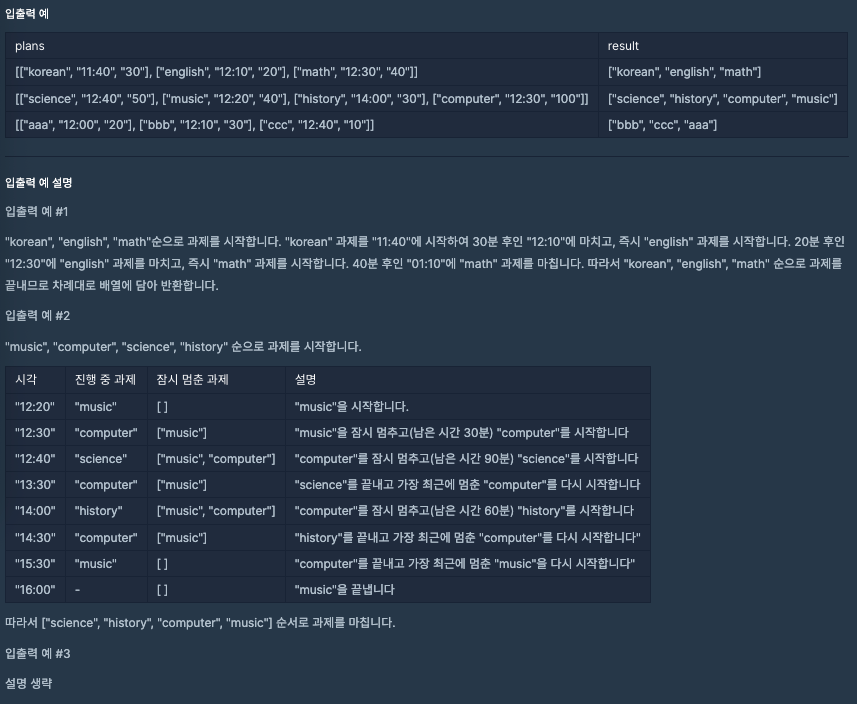 입출력 예
plans result
[["korean", "11:40", "30"], ["english", "12:10", "20"], ["math", "12:30", "40"]] ["korean", "english", "math"]
[["science", "12:40", "50"], ["music", "12:20", "40"], ["history", "14:00", "30"], ["computer", "12:30", "100"]] ["science", "history", "computer", "music"]
[["aaa", "12:00", "20"], ["bbb", "12:10", "30"], ["ccc", "12:40", "10"]] ["bbb", "ccc", "aaa"]
입출력 예 설명
입출력 예 #1
"korean", "english", "math"순으로 과제를 시작합니다. "korean" 과제를 "11:40"에 시작하여 30분 후인 "12:10"에 마치고, 즉시 "english" 과제를 시작합니다. 20분 후인
"12:30"에 "english" 과제를 마치고, 즉시 "math" 과제를 시작합니다. 40분 후인 "01:10"에 "math" 과제를 마칩니다. 따라서 "korean", "english", "math" 순으로 과제를
끝내므로 차례대로 배열에 담아 반환합니다.
입출력 예 #2
"music", "computer", "science", "history" 순으로 과제를 시작합니다.
시각 진행 중 과제 잠시 멈춘 과제 설명
"12:20" "music" [ ] "music"을 시작합니다.
"12:30" "computer" ["music"] "music"을 잠시 멈추고(남은 시간 30분) "computer"를 시작합니다
"12:40" "science" ["music", "computer"] "computer"를 잠시 멈추고(남은 시간 90분) "science"를 시작합니다
"13:30" "computer" ["music"] "science"를 끝내고 가장 최근에 멈춘 "computer"를 다시 시작합니다
"14:00" "history" ["music", "computer"] "computer"를 잠시 멈추고(남은 시간 60분) "history"를 시작합니다
"14:30" "computer" ["music"] "history"를 끝내고 가장 최근에 멈춘 "computer"를 다시 시작합니다"
"15:30" "music" [ ] "computer"를 끝내고 가장 최근에 멈춘 "music"을 다시 시작합니다"
"16:00" - [ ] "music"을 끝냅니다
따라서 ["science", "history", "computer", "music"] 순서로 과제를 마칩니다.
입출력 예 #3
설명 생략